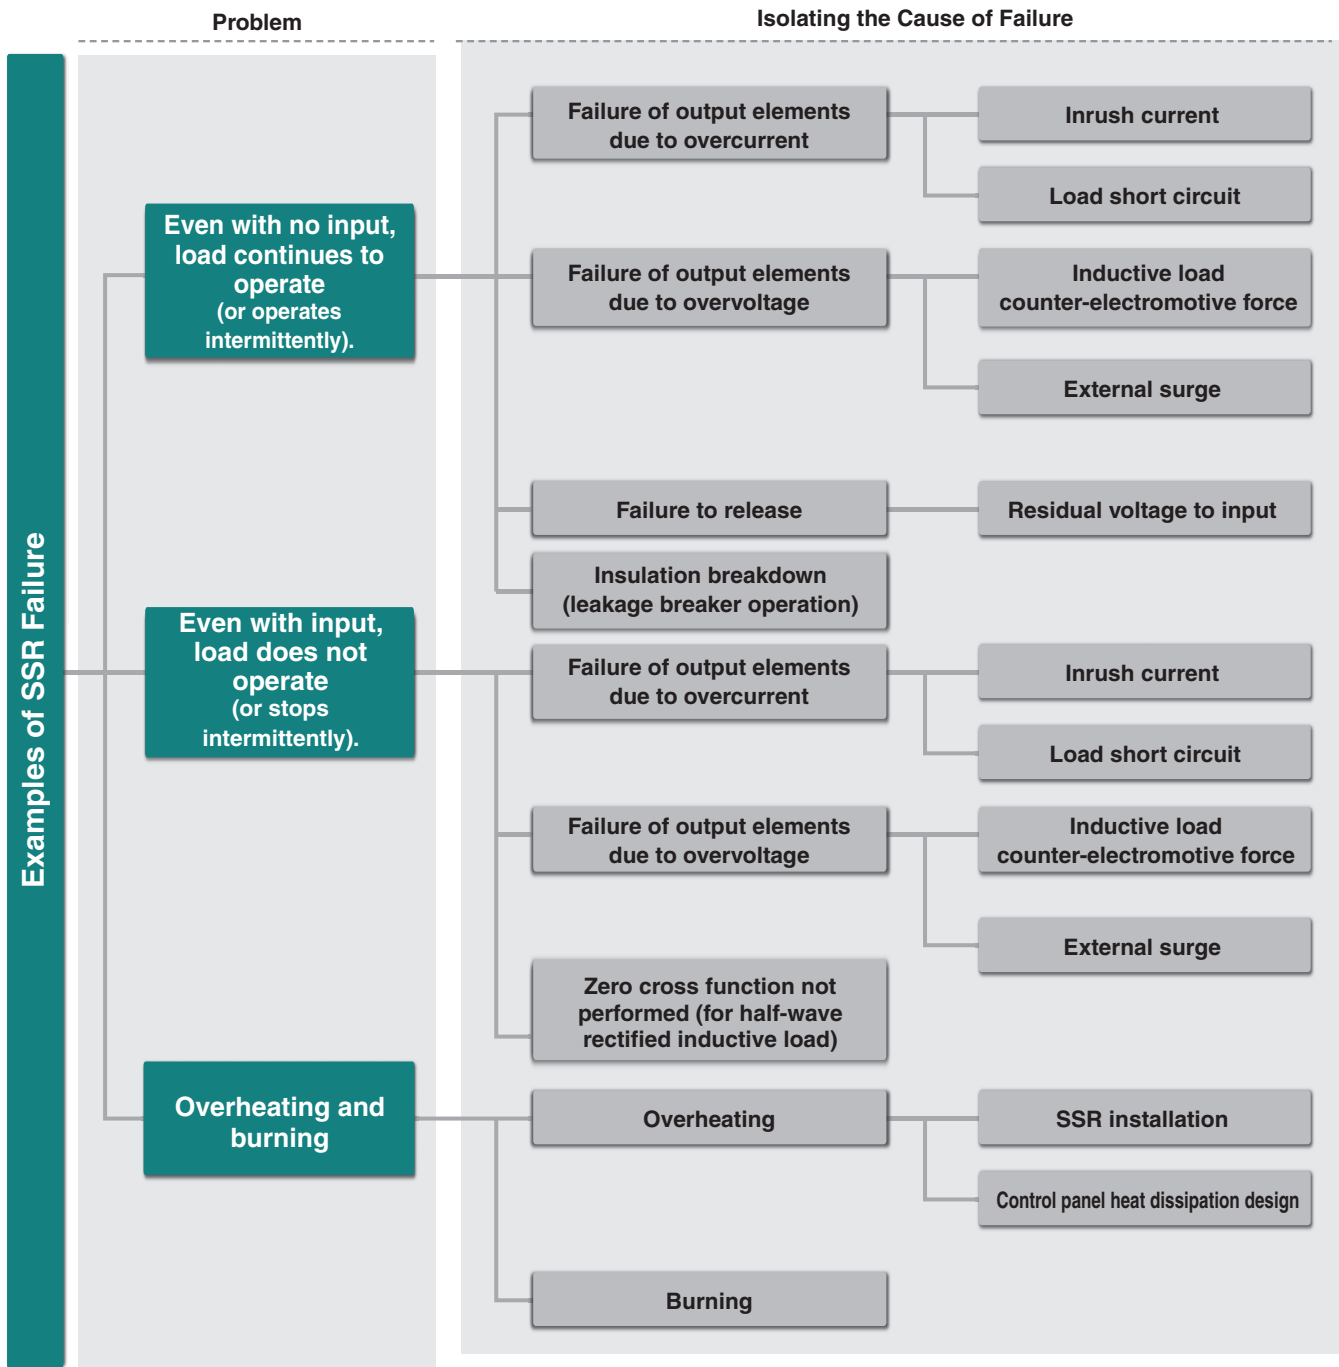 Problem
Isolating the Cause of Failure
Examples of SSR Failure
Even with no input,
load continues to
operate
(or operates
intermittently).
Failure of output elements
due to overcurrent
Inrush current
Load short circuit
Failure of output elements
due to overvoltage
Inductive load
counter-electromotive force
External surge
Failure to release
Residual voltage to input
Insulation breakdown
(leakage breaker operation)
Even with input,
load does not
operate
(or stops
intermittently).
Failure of output elements
due to overcurrent
Inrush current
Load short circuit
Failure of output elements
due to overvoltage
Inductive load
counter-electromotive force
External surge
Zero cross function not
performed (for half-wave
rectified inductive load)
Overheating and
burning
Overheating
SSR installation
Control panel heat dissipation design
Burning